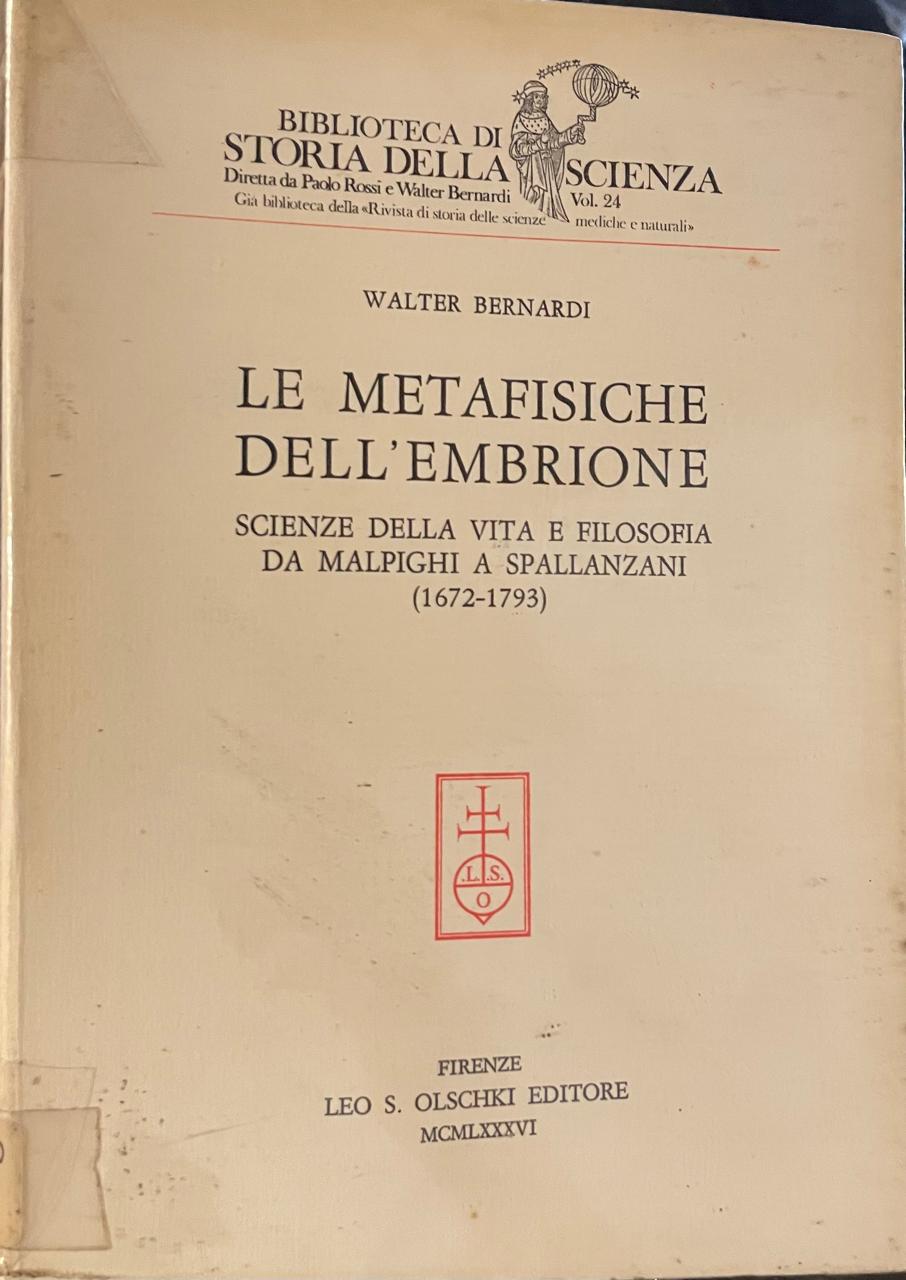 BIBLIOTECA DI
STORIA DELLA SCIENZA
Diretta da Paolo Rossi e Walter Bernardi Vol. 24
Già biblioteca della «Rivista di storia delle scienze mediche e naturali»
WALTER BERNARDI
LE METAFISICHE
DELL'EMBRIONE
SCIENZE DELLA VITA E FILOSOFIA
DA MALPIGHI A SPALLANZANI
(1672-1793)
.L. .S.
O
FIRENZE
LEO S. OLSCHKI EDITORE
MCMLXXXVI